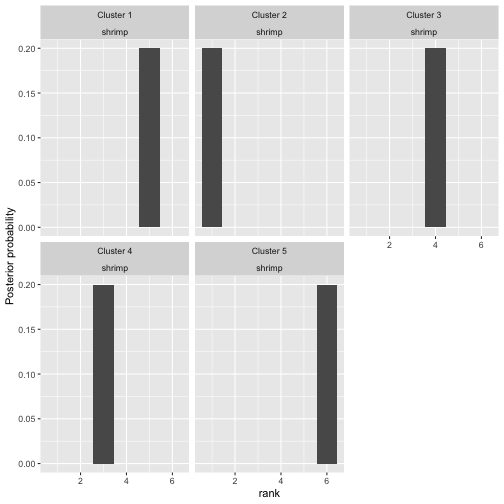 Cluster 1
Cluster 2
Cluster 3
shrimp
shrimp
shrimp
0.20
0.15
0.10
0.05
0.00
2
4
6
Cluster 4
Cluster 5
shrimp
shrimp
0.20
0.15
0.10
0.05
0.00
2
4
6
2
4
6
rank
Posterior probability